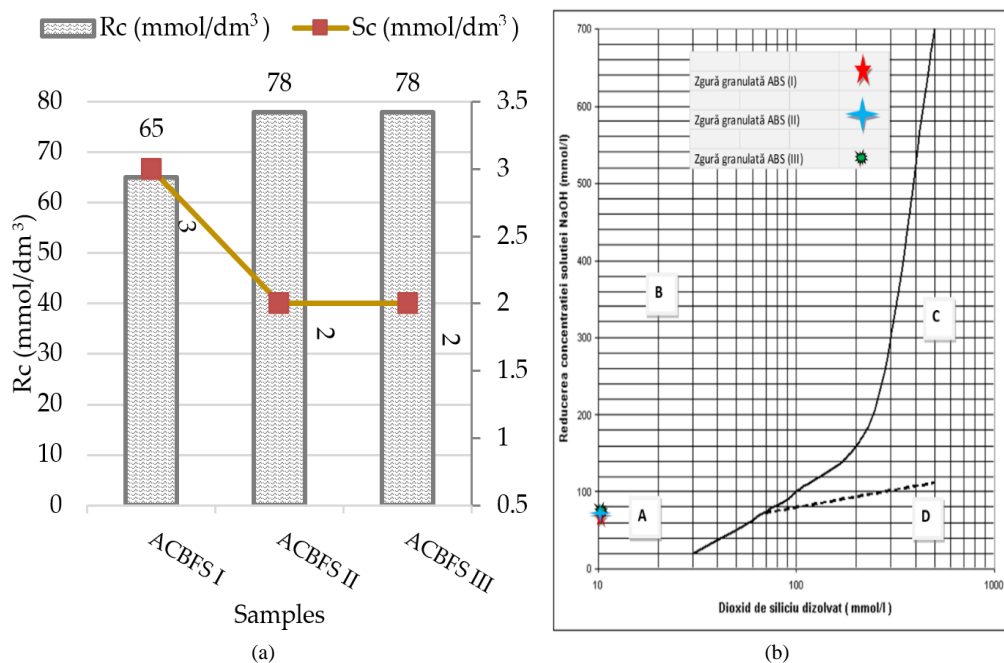 Rc (mmol/dm³) Sc (mmol/dm³)
Rc (mmol/dm³)
80
70
60
50
40
30
20
10
0
65
78
78
3
2
2
3.5
3
2.5
2
1.5
1
0.5
ACBFS I
ACBFS II
ACBFS III
Samples
(a)
Reducerea concentratiei solutiei NaOH (mmol/l)
700
600
500
400
300
200
100
0
Zgură granulată ABS (I)
Zgură granulată ABS (II)
Zgură granulată ABS (III)
B
C
A
D
10
100
1000
Dioxid de siliciu dizolvat ( mmol/l)
(b)